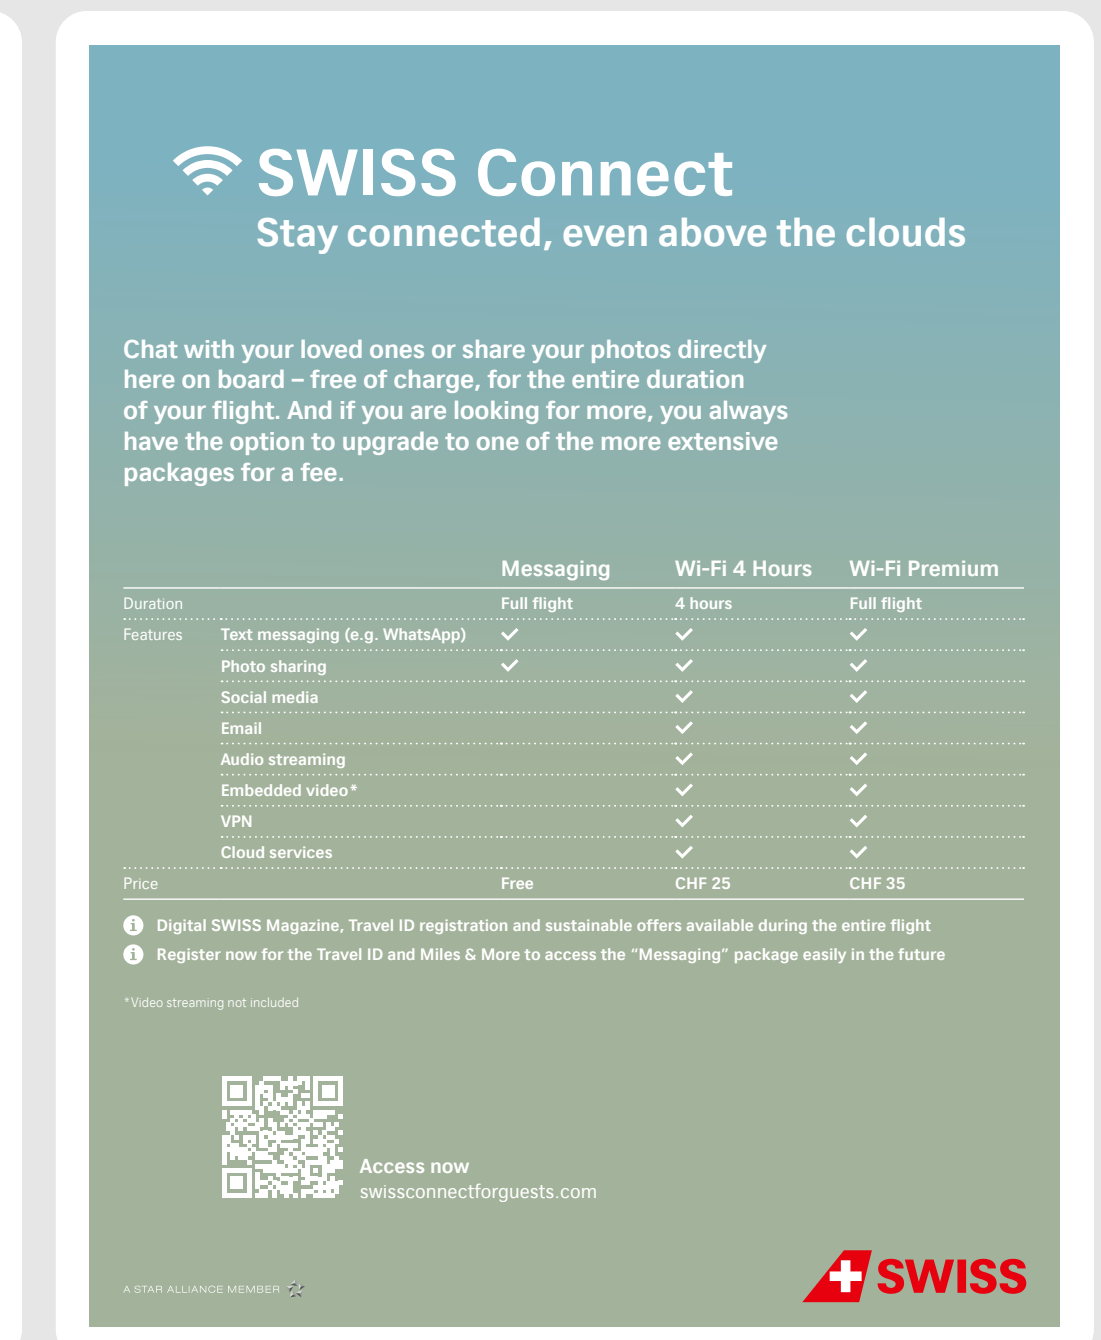 SWISS Connect
Stay connected, even above the clouds
Chat with your loved ones or share your photos directly
here on board – free of charge, for the entire duration
of your flight. And if you are looking for more, you always
have the option to upgrade to one of the more extensive
packages for a fee.
Messaging Wi-Fi 4 Hours Wi-Fi Premium
Duration Full flight 4 hours Full flight
Features Text messaging (e.g. WhatsApp) ✓ ✓ ✓
Photo sharing ✓ ✓ ✓
Social media ✓ ✓
Email ✓ ✓
Audio streaming ✓ ✓
Embedded video* ✓ ✓
VPN ✓ ✓
Cloud services ✓ ✓
Price Free CHF 25 CHF 35
Digital SWISS Magazine, Travel ID registration and sustainable offers available during the entire flight
Register now for the Travel ID and Miles & More to access the “Messaging” package easily in the future
*Video streaming not included
Access now
swissconnectforguests.com
A STAR ALLIANCE MEMBER
SWISS